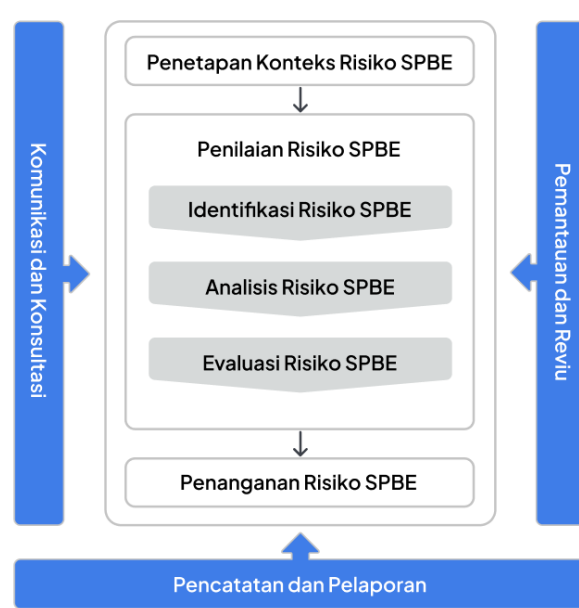 Penetapan Konteks Risiko SPBE
Penilaian Risiko SPBE
Identifikasi Risiko SPBE
Analisis Risiko SPBE
Evaluasi Risiko SPBE
Penanganan Risiko SPBE
Komunikasi dan Konsultasi
Pemantauan dan Reviu
Pencatatan dan Pelaporan